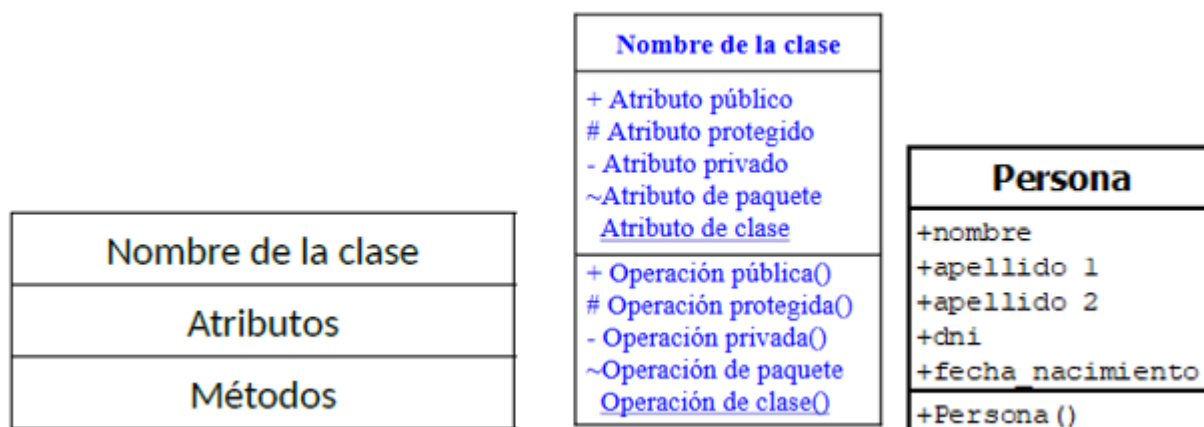 Nombre de la clase
Atributos
Métodos
Nombre de la clase
+ Atributo público
# Atributo protegido
- Atributo privado
~Atributo de paquete
Atributo de clase
+ Operación pública()
# Operación protegida()
- Operación privada()
~Operación de paquete
Operación de clase()
Persona
+nombre
+apellido 1
+apellido 2
+dni
+fecha_nacimiento
+Persona()